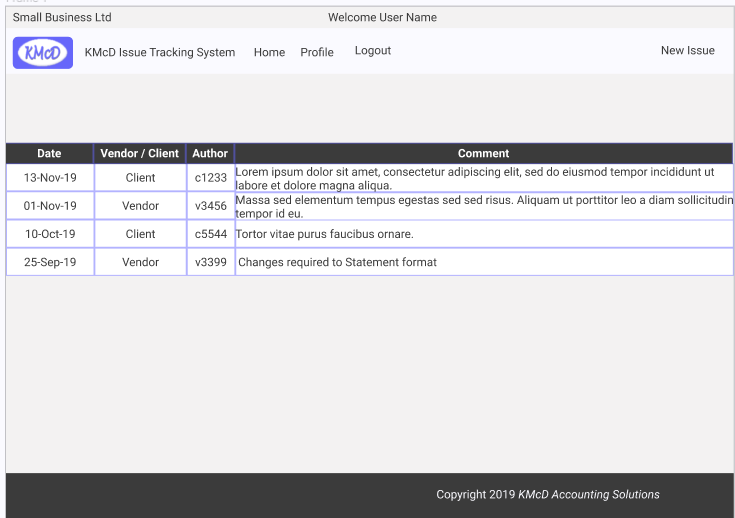 Small Business Ltd Welcome User Name
KMcD KMcD Issue Tracking System Home Profile Logout New Issue
Date Vendor / Client Author Comment
13-Nov-19 Client c1233 Lorem ipsum dolor sit amet, consectetur adipiscing elit, sed do eiusmod tempor incididunt ut
labore et dolore magna aliqua.
01-Nov-19 Vendor v3456 Massa sed elementum tempus egestas sed sed risus. Aliquam ut porttitor leo a diam sollicitudin
tempor id eu.
10-Oct-19 Client c5544 Tortor vitae purus faucibus ornare.
25-Sep-19 Vendor v3399 Changes required to Statement format
Copyright 2019 KMcD Accounting Solutions